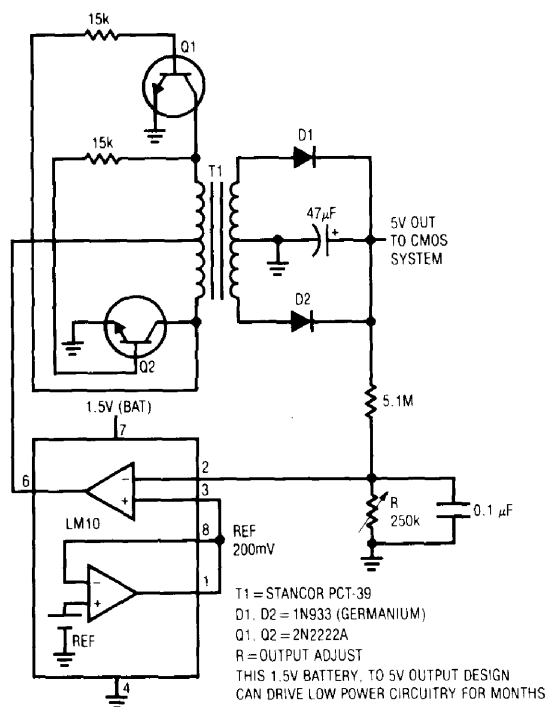 15k
Q1
15k
D1
T1
47µF
+
5V OUT
TO CMOS
SYSTEM
D2
Q2
1.5V (BAT)
7
5.1M
6
−
2
+
3
LM10
8
REF
200mV
R
250k
0.1 µF
−
+
1
REF
4
T1 = STANCOR PCT-39
D1, D2 = 1N933 (GERMANIUM)
Q1, Q2 = 2N2222A
R = OUTPUT ADJUST
THIS 1.5V BATTERY, TO 5V OUTPUT DESIGN
CAN DRIVE LOW POWER CIRCUITRY FOR MONTHS